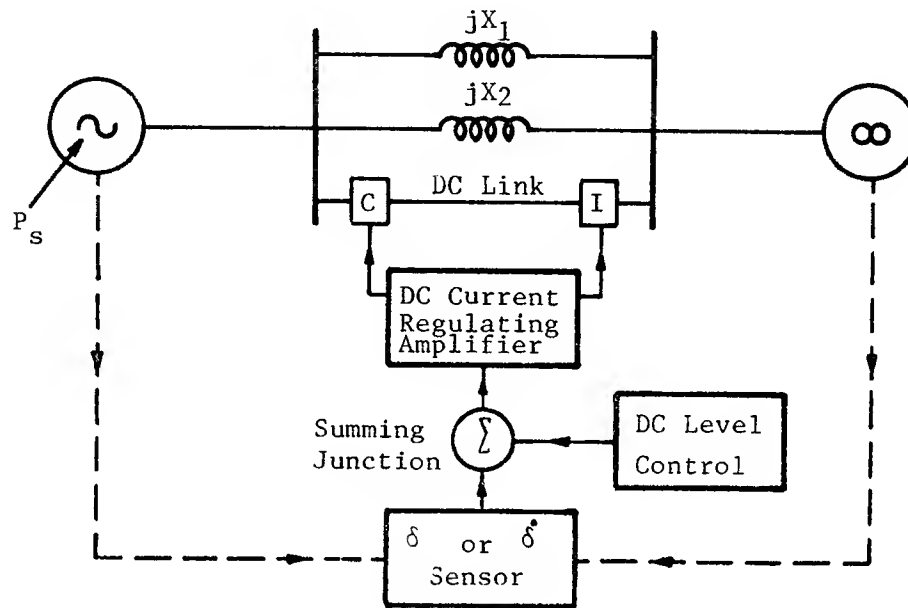 jX1
jX2
DC Link
C
I
Ps
DC Current
Regulating
Amplifier
Summing
Junction
Σ
DC Level
Control
δ or δ̇
Sensor
∞